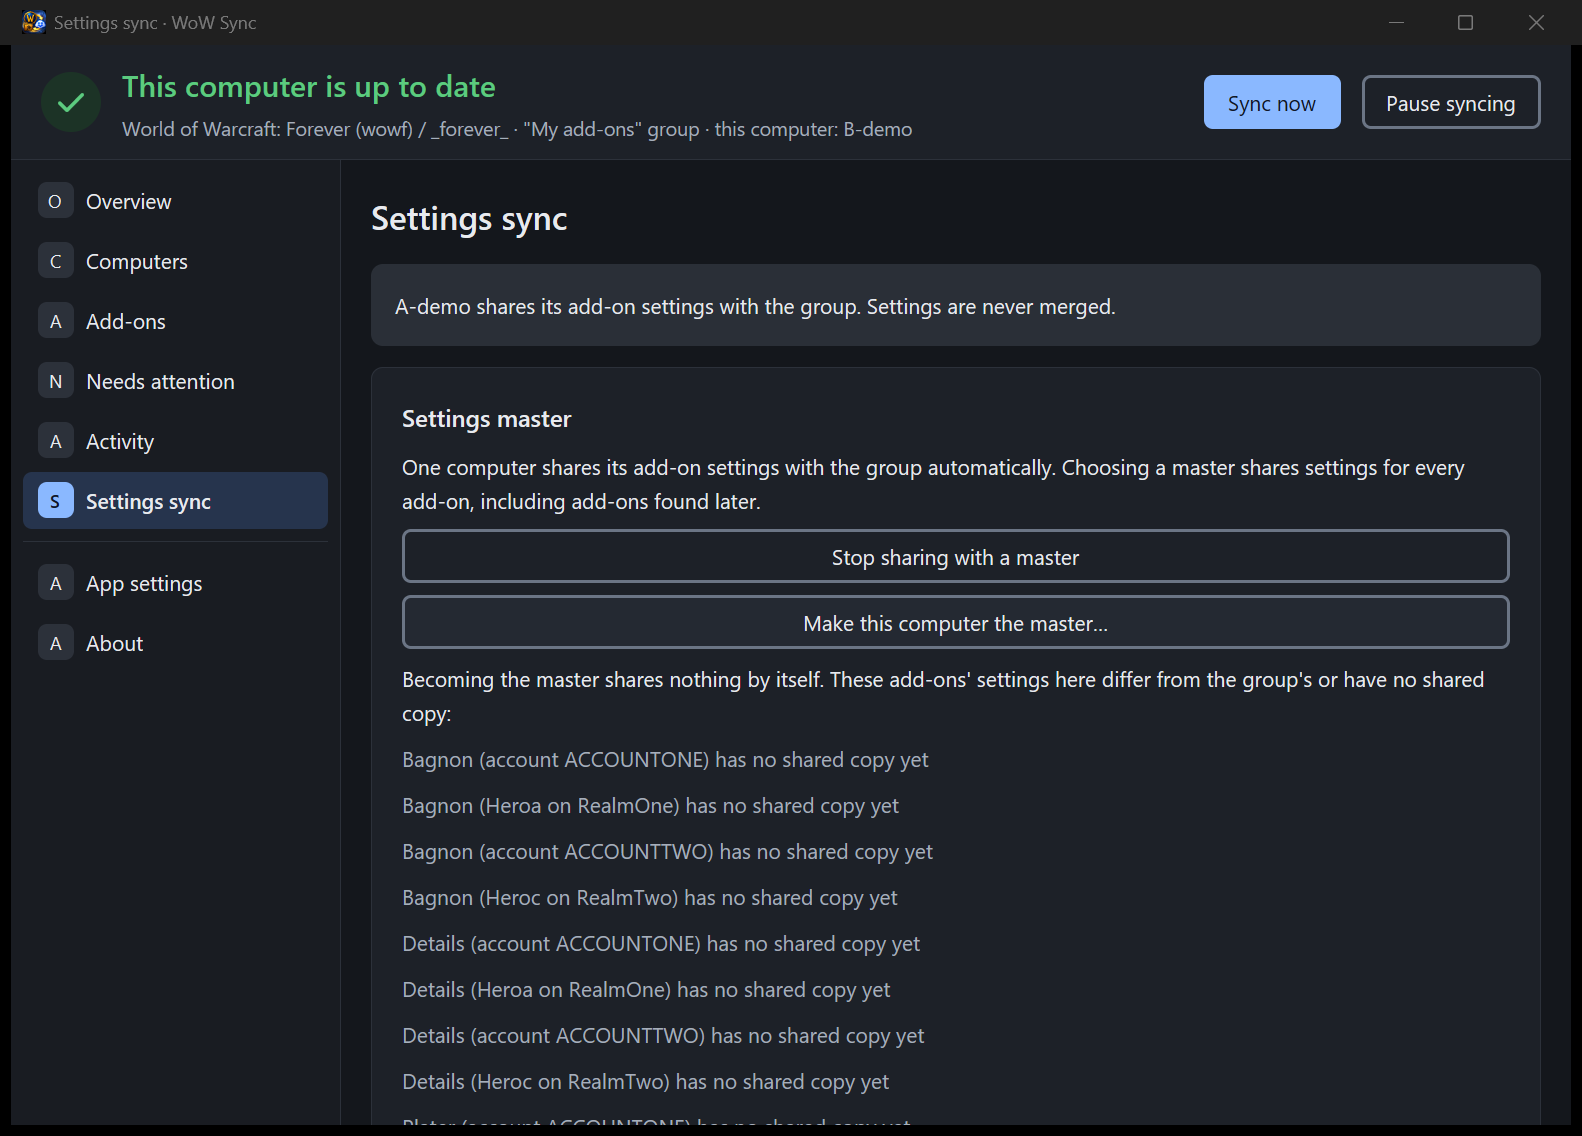 Settings sync · WoW Sync
This computer is up to date
World of Warcraft: Forever (wowf) / _forever_ · "My add-ons" group · this computer: B-demo
Sync now
Pause syncing
O Overview
C Computers
A Add-ons
N Needs attention
A Activity
S Settings sync
A App settings
A About
Settings sync
A-demo shares its add-on settings with the group. Settings are never merged.
Settings master
One computer shares its add-on settings with the group automatically. Choosing a master shares settings for every
add-on, including add-ons found later.
Stop sharing with a master
Make this computer the master...
Becoming the master shares nothing by itself. These add-ons' settings here differ from the group's or have no shared
copy:
Bagnon (account ACCOUNTONE) has no shared copy yet
Bagnon (Heroa on RealmOne) has no shared copy yet
Bagnon (account ACCOUNTTWO) has no shared copy yet
Bagnon (Heroc on RealmTwo) has no shared copy yet
Details (account ACCOUNTONE) has no shared copy yet
Details (Heroa on RealmOne) has no shared copy yet
Details (account ACCOUNTTWO) has no shared copy yet
Details (Heroc on RealmTwo) has no shared copy yet
(account ACCOUNTONE) has no shared copy yet